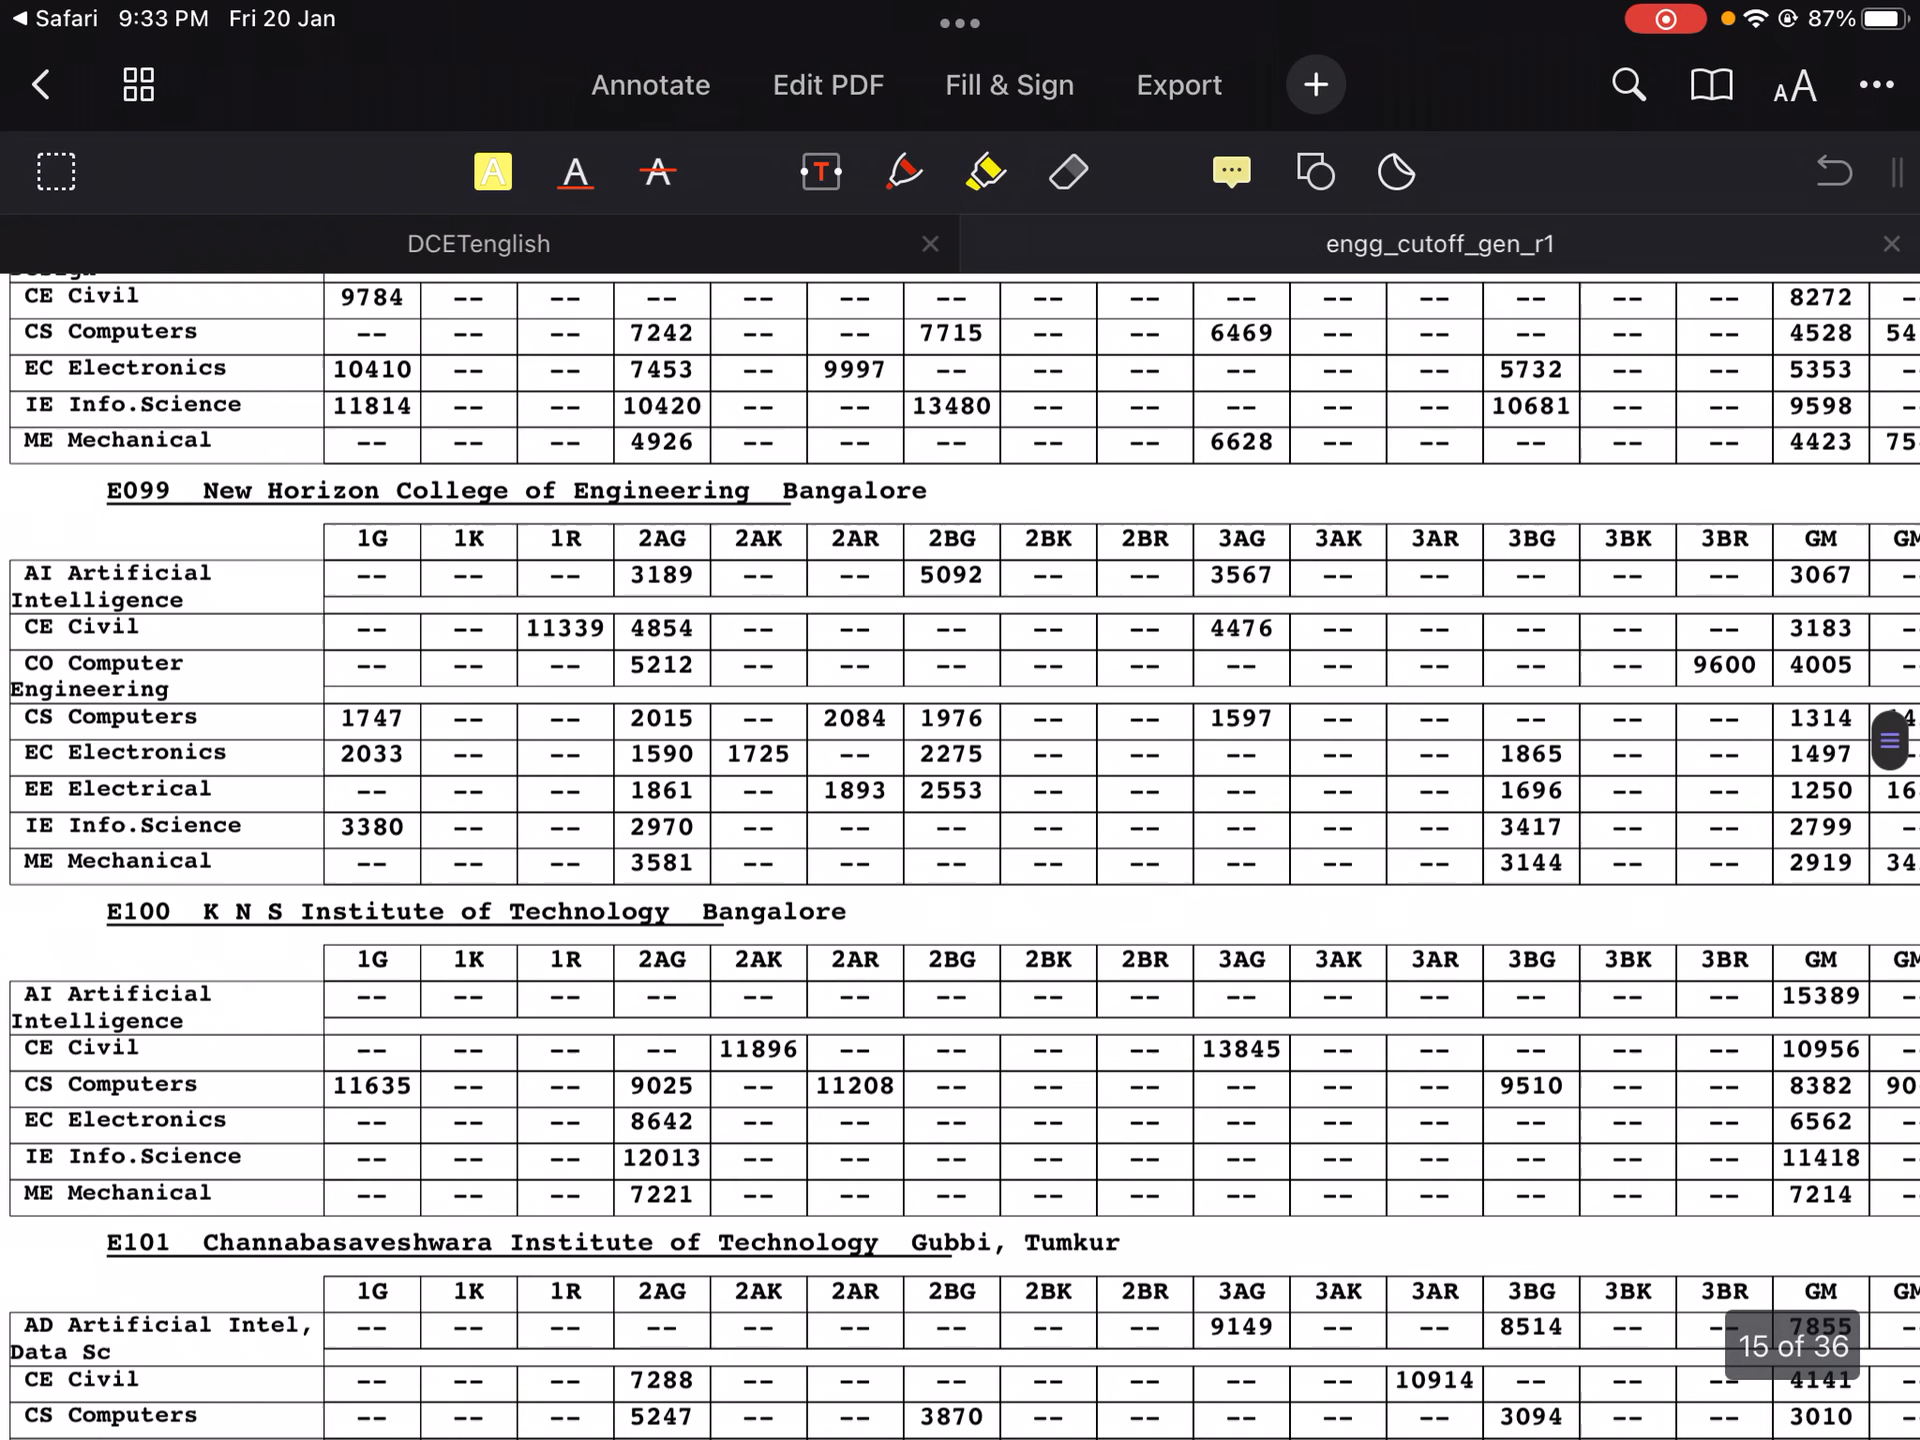 Safari 9:33 PM Fri 20 Jan 87%
Annotate Edit PDF Fill & Sign Export
DCETenglish engg_cutoff_gen_r1
CE Civil 9784 -- -- -- -- -- -- -- -- -- -- -- -- -- -- 8272
CS Computers -- -- -- 7242 -- -- 7715 -- -- 6469 -- -- -- -- -- 4528 54
EC Electronics 10410 -- -- 7453 -- 9997 -- -- -- -- -- -- 5732 -- -- 5353
IE Info.Science 11814 -- -- 10420 -- -- 13480 -- -- -- -- -- 10681 -- -- 9598
ME Mechanical -- -- -- 4926 -- -- -- -- -- 6628 -- -- -- -- -- 4423 75
E099 New Horizon College of Engineering Bangalore
1G 1K 1R 2AG 2AK 2AR 2BG 2BK 2BR 3AG 3AK 3AR 3BG 3BK 3BR GM GM
AI Artificial -- -- -- 3189 -- -- 5092 -- -- 3567 -- -- -- -- -- 3067
Intelligence
CE Civil -- -- 11339 4854 -- -- -- -- -- 4476 -- -- -- -- -- 3183
CO Computer -- -- -- 5212 -- -- -- -- -- -- -- -- -- -- 9600 4005
Engineering
CS Computers 1747 -- -- 2015 -- 2084 1976 -- -- 1597 -- -- -- -- -- 1314
EC Electronics 2033 -- -- 1590 1725 -- 2275 -- -- -- -- -- 1865 -- -- 1497
EE Electrical -- -- -- 1861 -- 1893 2553 -- -- -- -- -- 1696 -- -- 1250 16
IE Info.Science 3380 -- -- 2970 -- -- -- -- -- -- -- -- 3417 -- -- 2799
ME Mechanical -- -- -- 3581 -- -- -- -- -- -- -- -- 3144 -- -- 2919 34
E100 K N S Institute of Technology Bangalore
1G 1K 1R 2AG 2AK 2AR 2BG 2BK 2BR 3AG 3AK 3AR 3BG 3BK 3BR GM GM
AI Artificial -- -- -- -- -- -- -- -- -- -- -- -- -- -- -- 15389
Intelligence
CE Civil -- -- -- -- 11896 -- -- -- -- 13845 -- -- -- -- -- 10956
CS Computers 11635 -- -- 9025 -- 11208 -- -- -- -- -- -- 9510 -- -- 8382 90
EC Electronics -- -- -- 8642 -- -- -- -- -- -- -- -- -- -- -- 6562
IE Info.Science -- -- -- 12013 -- -- -- -- -- -- -- -- -- -- -- 11418
ME Mechanical -- -- -- 7221 -- -- -- -- -- -- -- -- -- -- -- 7214
E101 Channabasaveshwara Institute of Technology Gubbi, Tumkur
1G 1K 1R 2AG 2AK 2AR 2BG 2BK 2BR 3AG 3AK 3AR 3BG 3BK 3BR GM GM
AD Artificial Intel, -- -- -- -- -- -- -- -- -- 9149 -- -- 8514 -- -- 7855
Data Sc
15 of 36
CE Civil -- -- -- 7288 -- -- -- -- -- -- -- 10914 -- -- -- 4141
CS Computers -- -- -- 5247 -- -- 3870 -- -- -- -- -- 3094 -- -- 3010